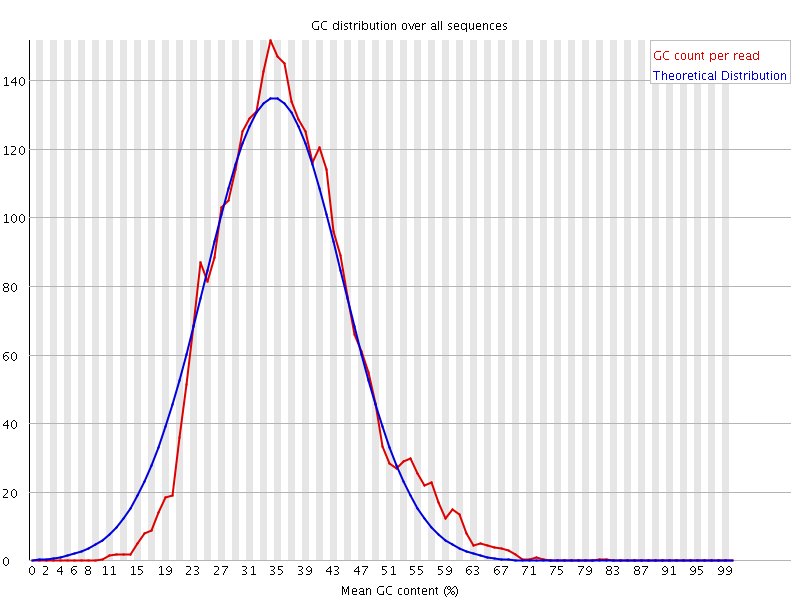 GC distribution over all sequences
GC count per read
Theoretical Distribution
140
120
100
80
60
40
20
0
0 2 4 6 8 11 15 19 23 27 31 35 39 43 47 51 55 59 63 67 71 75 79 83 87 91 95 99
Mean GC content (%)